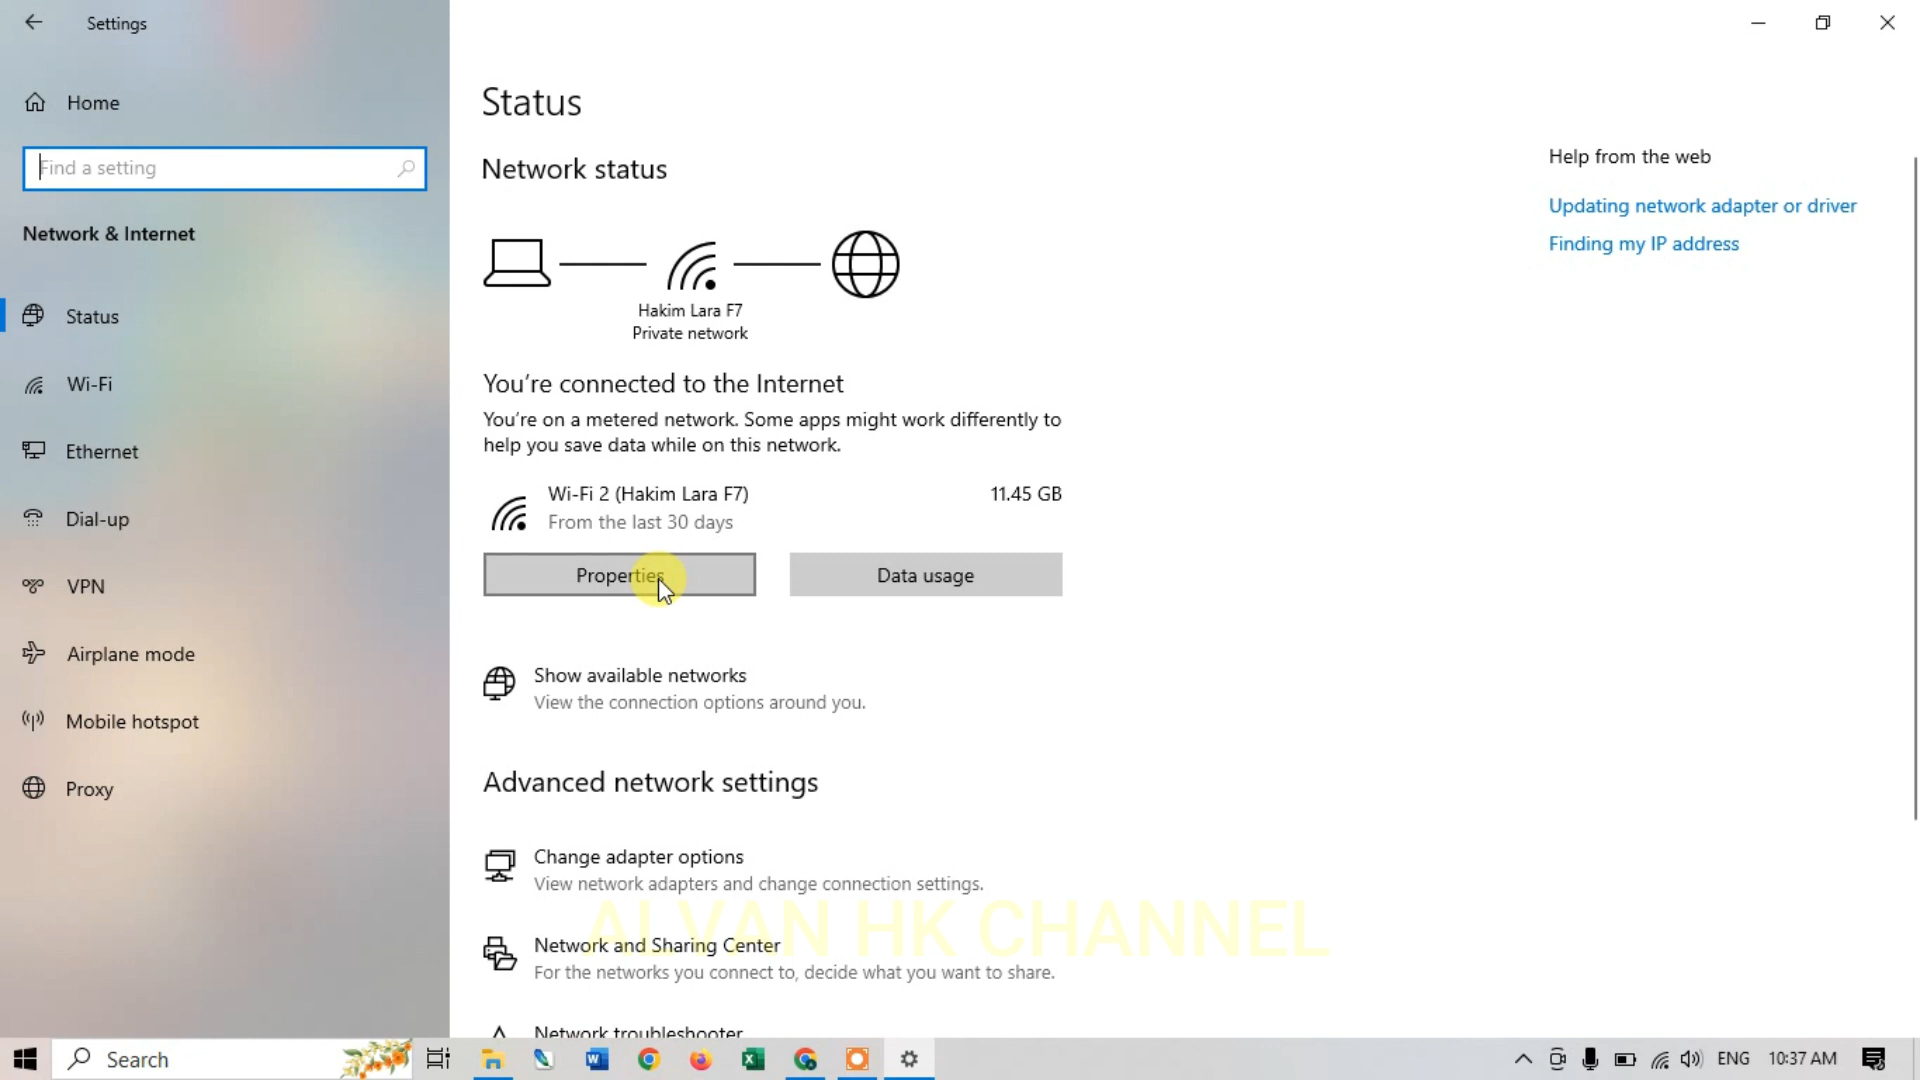 Settings
Home
Find a setting
Network & Internet
Status
Wi-Fi
Ethernet
Dial-up
VPN
Airplane mode
Mobile hotspot
Proxy
Status
Network status
Hakim Lara F7
Private network
You're connected to the Internet
You're on a metered network. Some apps might work differently to
help you save data while on this network.
Wi-Fi 2 (Hakim Lara F7) 11.45 GB
From the last 30 days
Properties Data usage
Show available networks
View the connection options around you.
Advanced network settings
Change adapter options
View network adapters and change connection settings.
ALVAN HK CHANNEL
Network and Sharing Center
For the networks you connect to, decide what you want to share.
Network troubleshooter
Help from the web
Updating network adapter or driver
Finding my IP address
Search
ENG 10:37 AM